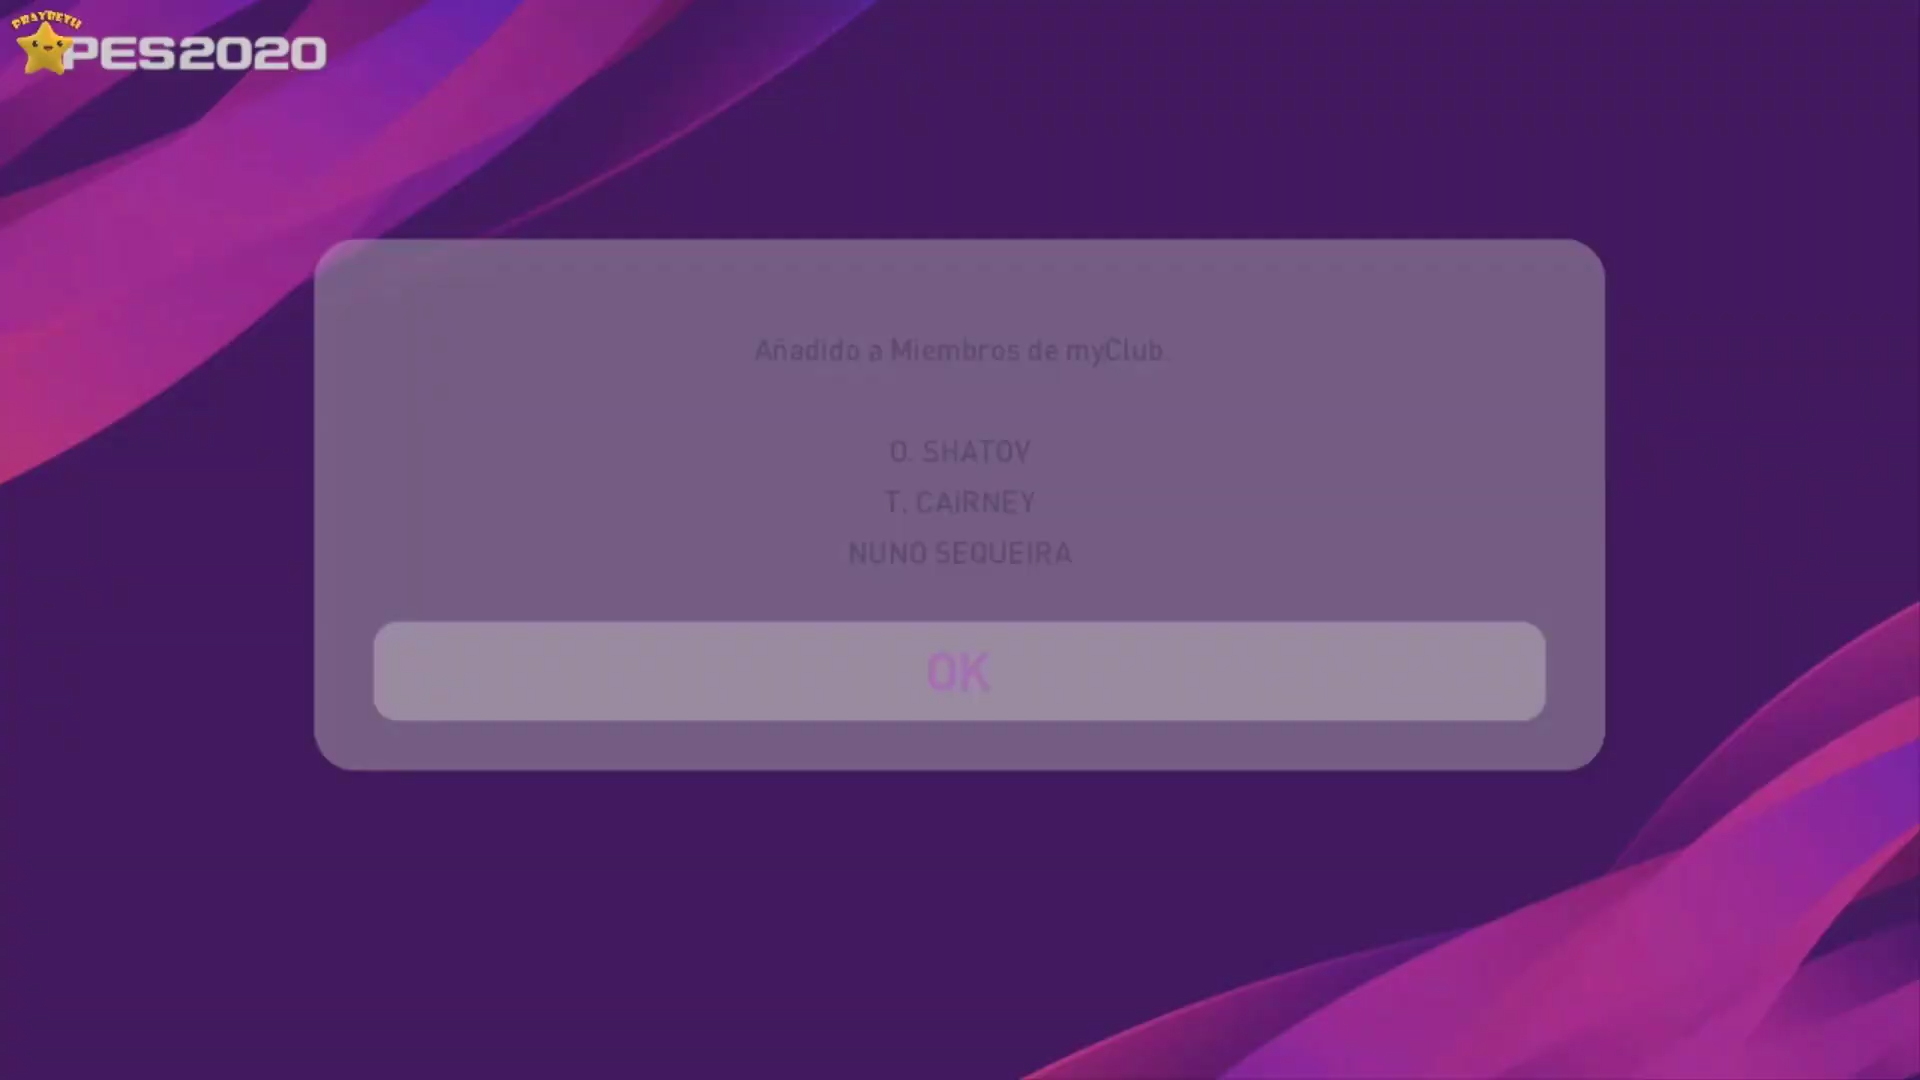 PES2020
Añadido a Miembros de myClub.
O. SHATOV
T. CAIRNEY
NUNO SEQUEIRA
OK